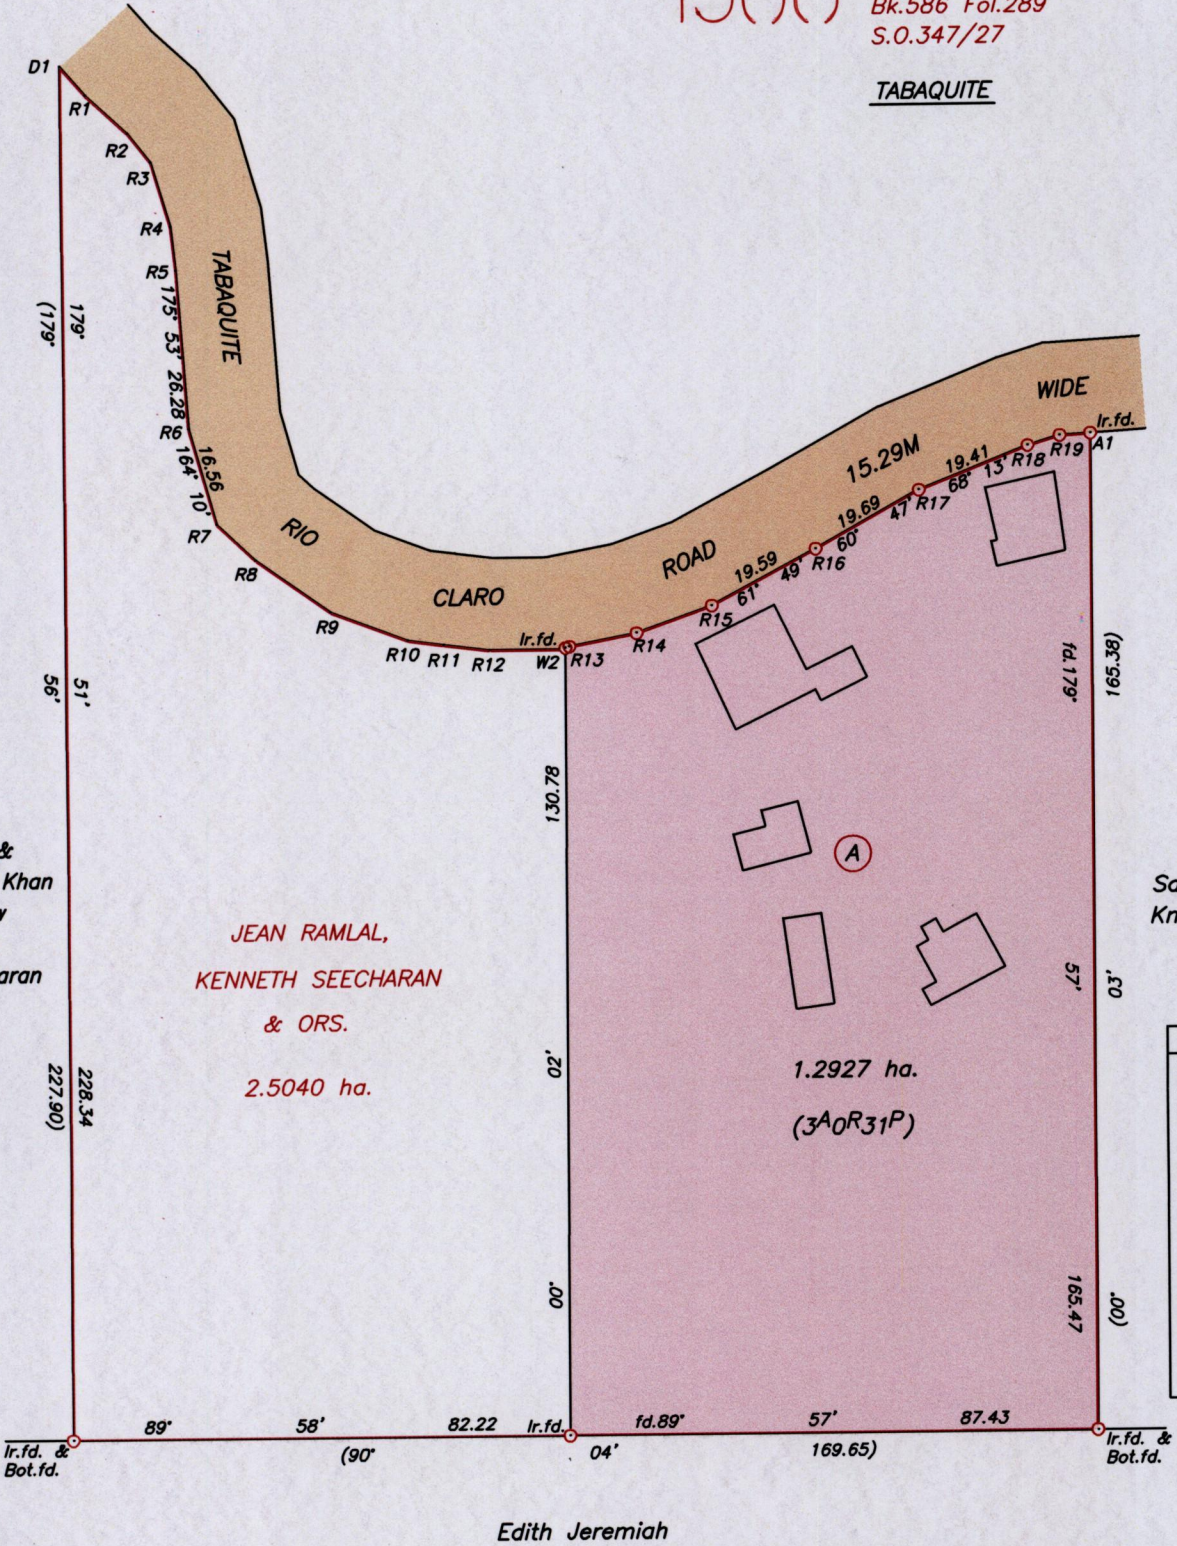 Bk.586 Fol.289
S.O.347/27
TABAQUITE
D1
R1
R2
R3
R4
R5
175° 53' 26.28
R6
164° 10'
16.56
R7
R8
R9
R10
R11
R12
TABAQUITE
RIO
CLARO
ROAD
15.29M
WIDE
Ir.fd.
W2
R13
R14
R15
19.59
61° 49'
R16
19.69
60° 47'
R17
19.41
68° 13'
R18
R19
Ir.fd.
A1
179° 51' 228.34
(179° 56' 227.90)
130.78
02'
00°
fd.179° 57' 165.47
165.38)
03'
(00°
&
Khan
aran
JEAN RAMLAL,
KENNETH SEECHARAN
& ORS.
2.5040 ha.
A
1.2927 ha.
(3A0R31P)
89° 58' 82.22
Ir.fd.
fd.89° 57' 87.43
(90° 04' 169.65)
Ir.fd. &
Bot.fd.
Ir.fd. &
Bot.fd.
Edith Jeremiah